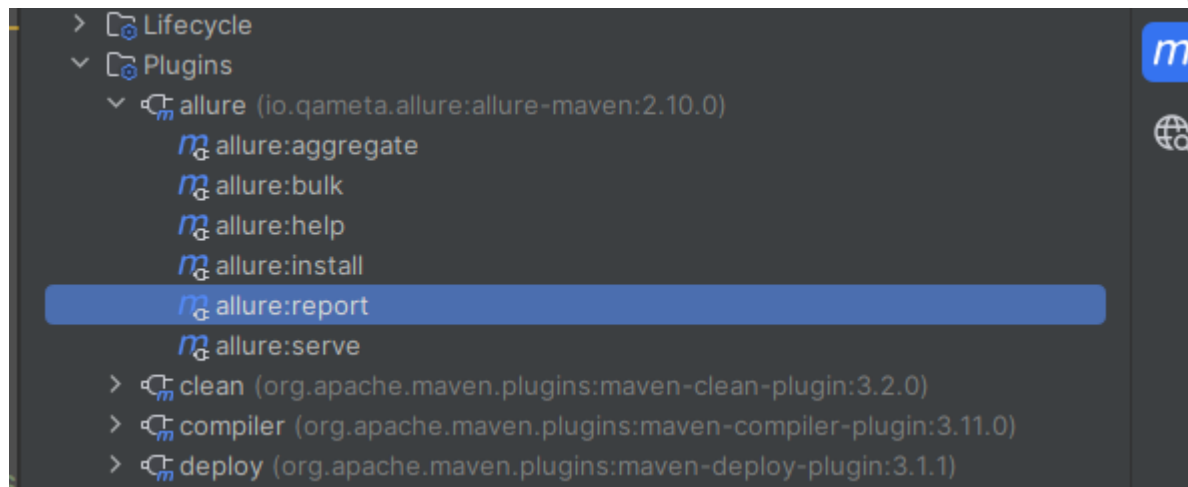 Lifecycle
Plugins
allure (io.qameta.allure:allure-maven:2.10.0)
allure:aggregate
allure:bulk
allure:help
allure:install
allure:report
allure:serve
clean (org.apache.maven.plugins:maven-clean-plugin:3.2.0)
compiler (org.apache.maven.plugins:maven-compiler-plugin:3.11.0)
deploy (org.apache.maven.plugins:maven-deploy-plugin:3.1.1)